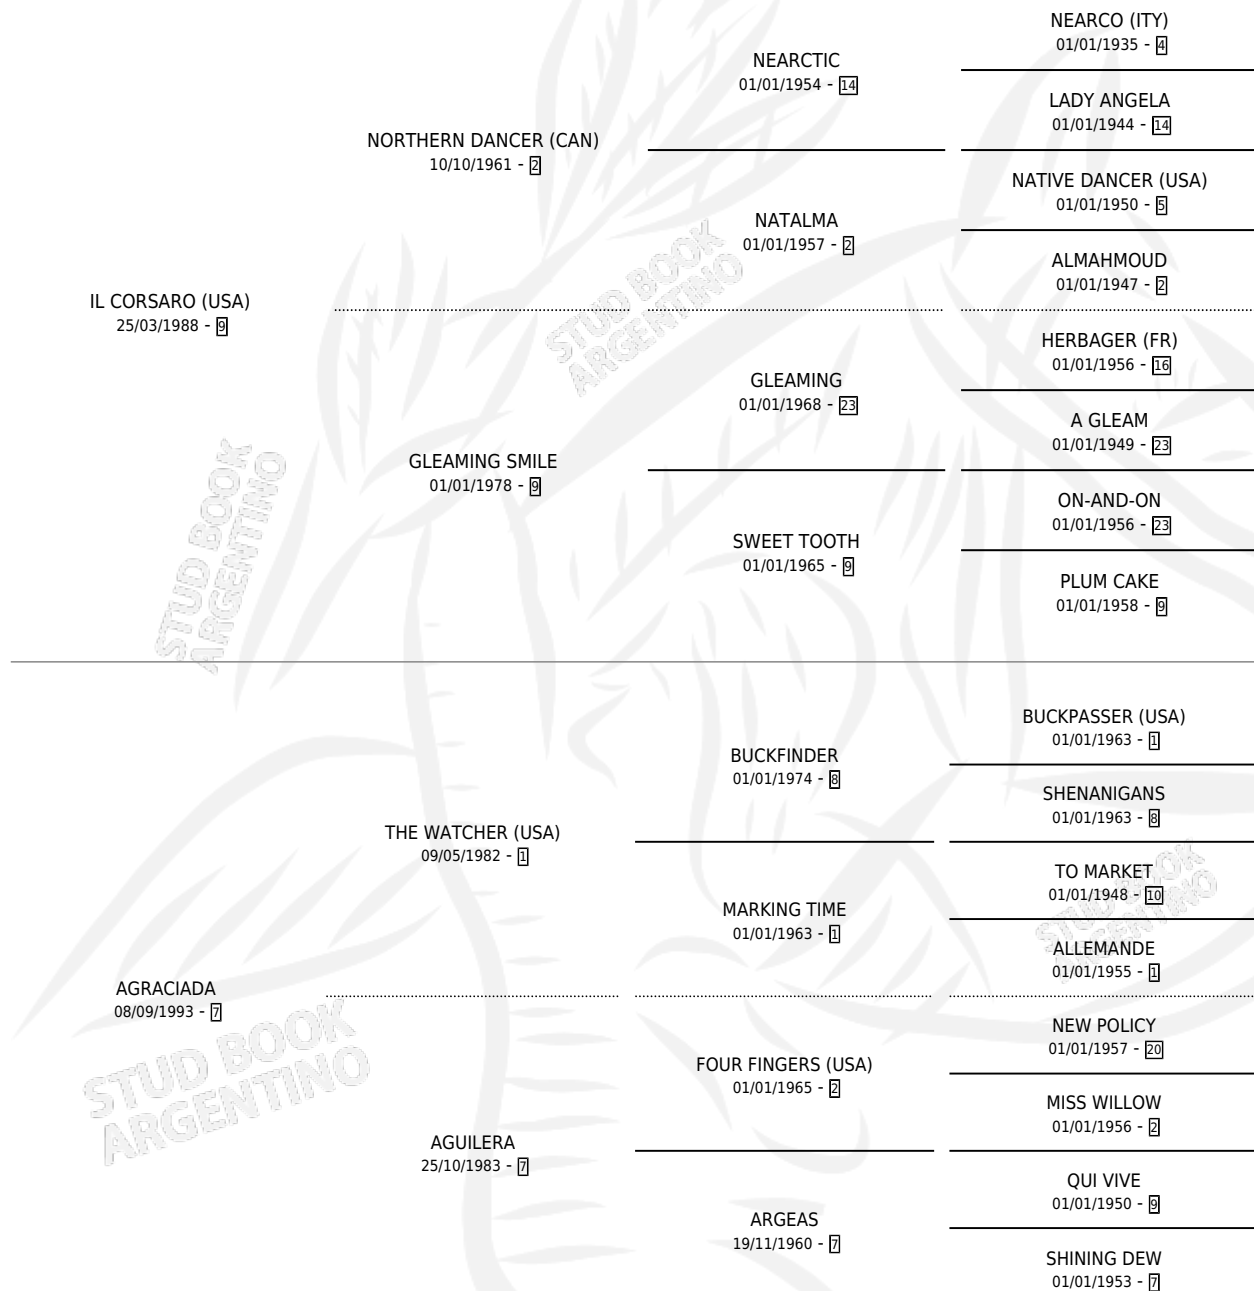 IL CORSARO (USA)
25/03/1988 - 9
NORTHERN DANCER (CAN)
10/10/1961 - 2
GLEAMING SMILE
01/01/1978 - 9
NEARCTIC
01/01/1954 - 14
NATALMA
01/01/1957 - 2
GLEAMING
01/01/1968 - 23
SWEET TOOTH
01/01/1965 - 9
NEARCO (ITY)
01/01/1935 - 4
LADY ANGELA
01/01/1944 - 14
NATIVE DANCER (USA)
01/01/1950 - 5
ALMAHMOUD
01/01/1947 - 2
HERBAGER (FR)
01/01/1956 - 16
A GLEAM
01/01/1949 - 23
ON-AND-ON
01/01/1956 - 23
PLUM CAKE
01/01/1958 - 9
AGRACIADA
08/09/1993 - 7
THE WATCHER (USA)
09/05/1982 - 1
AGUILERA
25/10/1983 - 7
BUCKFINDER
01/01/1974 - 8
MARKING TIME
01/01/1963 - 1
FOUR FINGERS (USA)
01/01/1965 - 2
ARGEAS
19/11/1960 - 7
BUCKPASSER (USA)
01/01/1963 - 1
SHENANIGANS
01/01/1963 - 8
TO MARKET
01/01/1948 - 10
ALLEMANDE
01/01/1955 - 1
NEW POLICY
01/01/1957 - 20
MISS WILLOW
01/01/1956 - 2
QUI VIVE
01/01/1950 - 9
SHINING DEW
01/01/1953 - 7
STUD BOOK
ARGENTINO
STUD BOOK
ARGENTINO
STUD BOOK
ARGENTINO
STUD BOOK
ARGENTINO